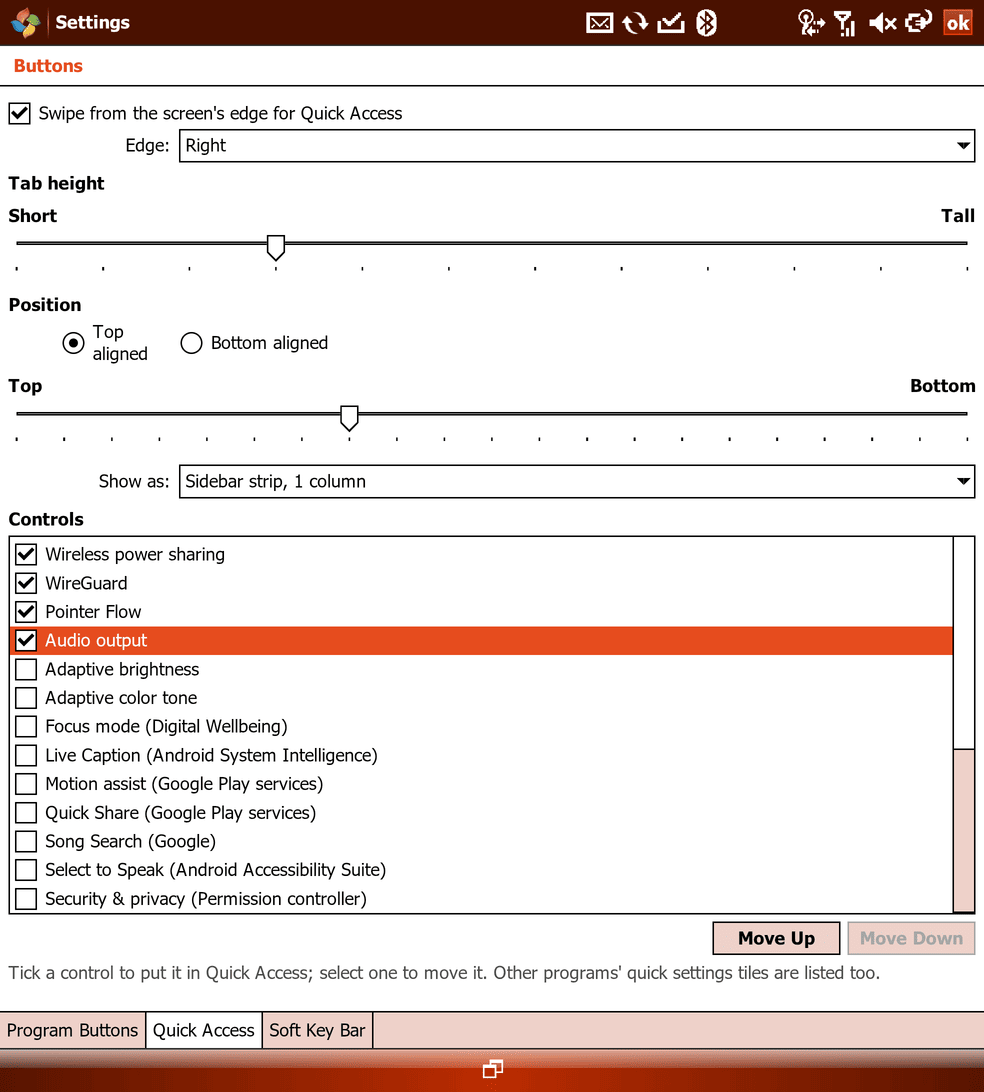 Settings
ok
Buttons
Swipe from the screen's edge for Quick Access
Edge: Right
Tab height
Short Tall
Position
Top aligned
Bottom aligned
Top Bottom
Show as: Sidebar strip, 1 column
Controls
Wireless power sharing
WireGuard
Pointer Flow
Audio output
Adaptive brightness
Adaptive color tone
Focus mode (Digital Wellbeing)
Live Caption (Android System Intelligence)
Motion assist (Google Play services)
Quick Share (Google Play services)
Song Search (Google)
Select to Speak (Android Accessibility Suite)
Security & privacy (Permission controller)
Move Up Move Down
Tick a control to put it in Quick Access; select one to move it. Other programs' quick settings tiles are listed too.
Program Buttons Quick Access Soft Key Bar